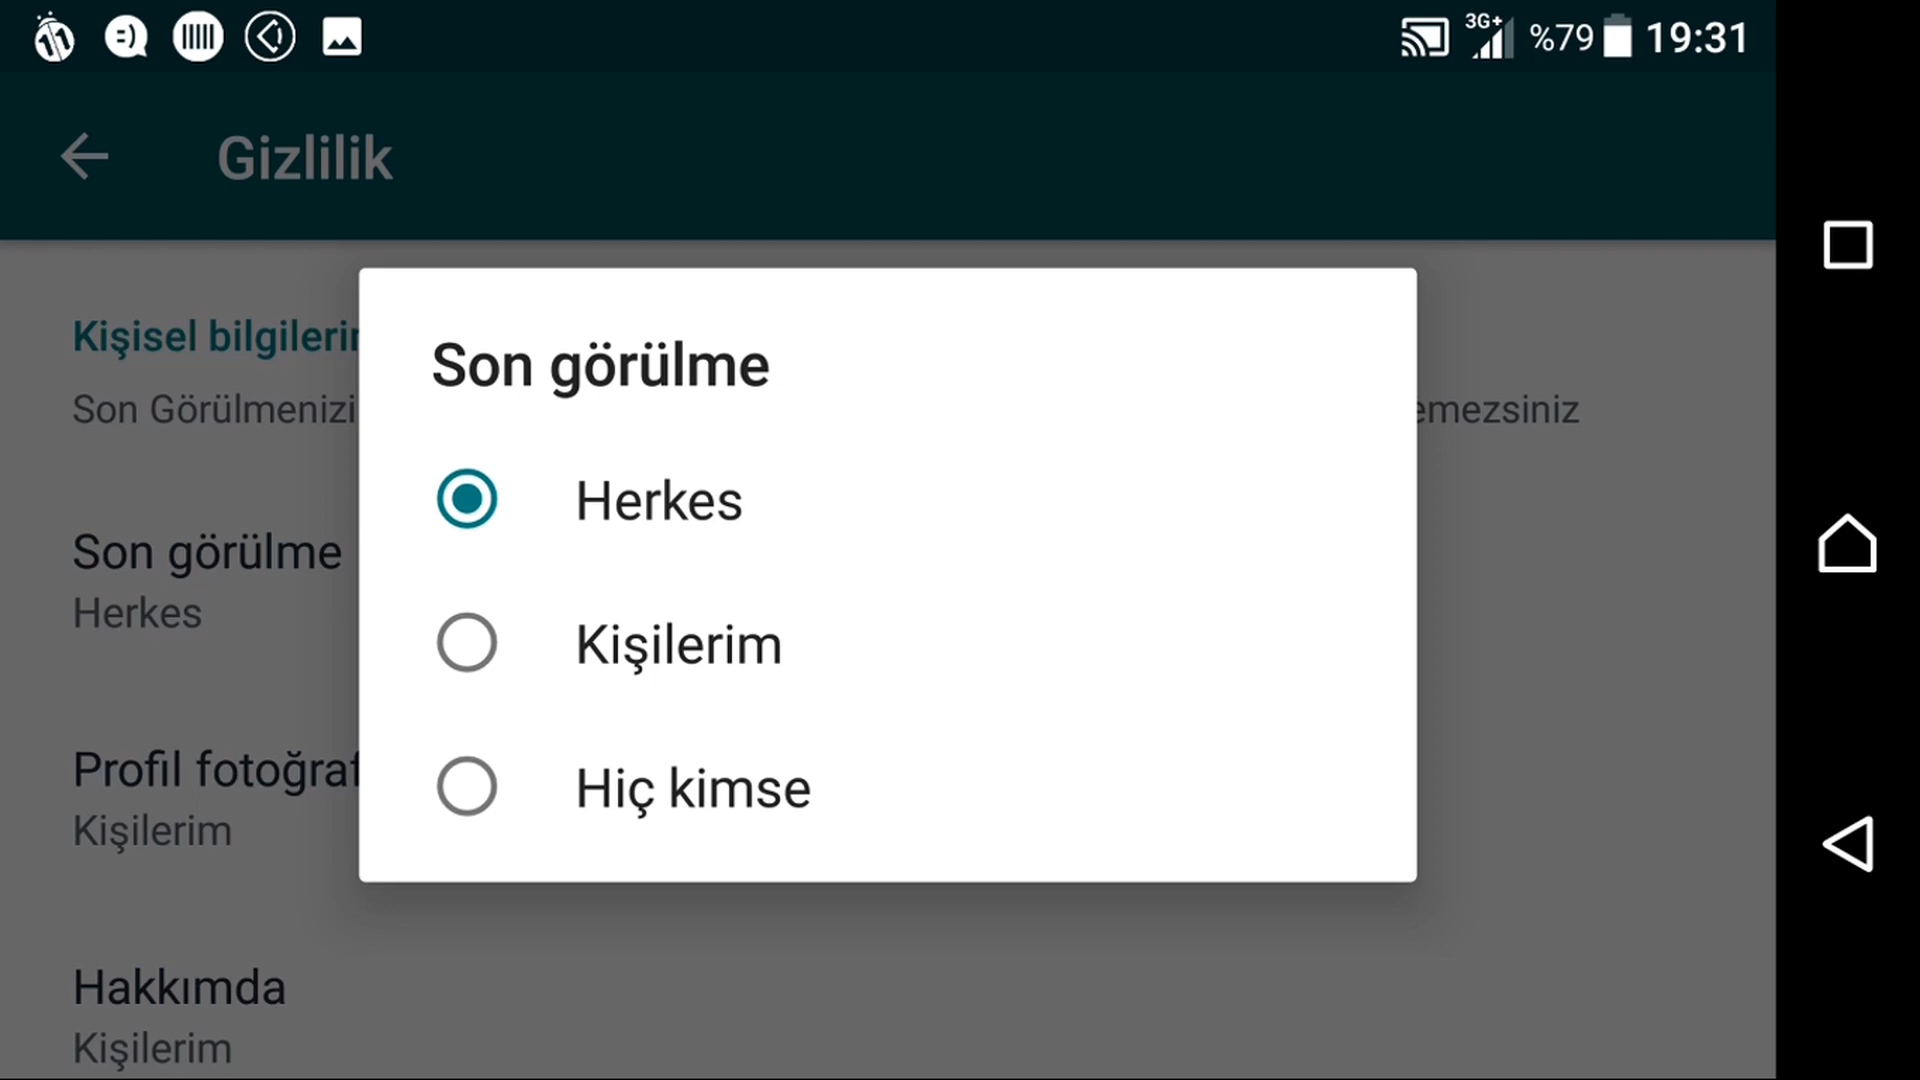 3G+ %79 19:31
Gizlilik
Kişisel bilgilerin
Son Görülmenizi emezsiniz
Son görülme
Herkes
Profil fotoğraf
Kişilerim
Hakkımda
Kişilerim
Son görülme
Herkes
Kişilerim
Hiç kimse